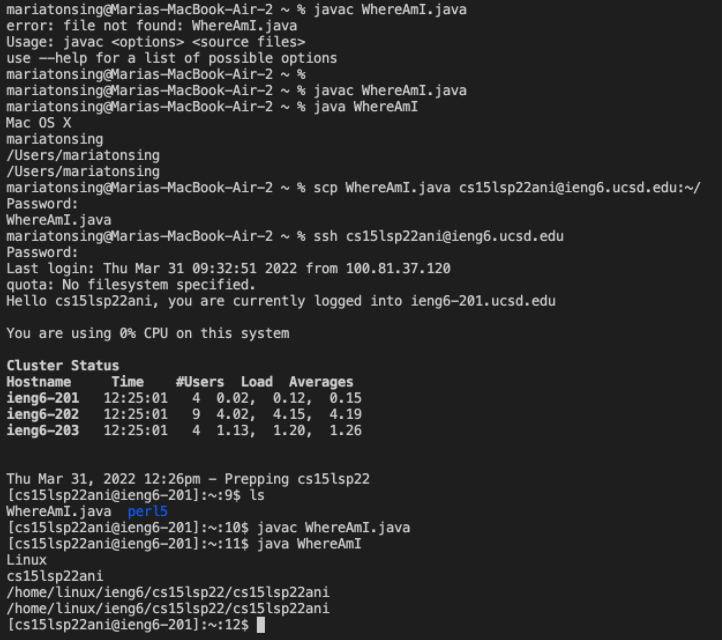 mariatonsing@Marias-MacBook-Air-2 ~ % javac WhereAmI.java
error: file not found: WhereAmI.java
Usage: javac <options> <source files>
use --help for a list of possible options
mariatonsing@Marias-MacBook-Air-2 ~ %
mariatonsing@Marias-MacBook-Air-2 ~ % javac WhereAmI.java
mariatonsing@Marias-MacBook-Air-2 ~ % java WhereAmI
Mac OS X
mariatonsing
/Users/mariatonsing
/Users/mariatonsing
mariatonsing@Marias-MacBook-Air-2 ~ % scp WhereAmI.java cs15lsp22ani@ieng6.ucsd.edu:~/
Password:
WhereAmI.java
mariatonsing@Marias-MacBook-Air-2 ~ % ssh cs15lsp22ani@ieng6.ucsd.edu
Password:
Last login: Thu Mar 31 09:32:51 2022 from 100.81.37.120
quota: No filesystem specified.
Hello cs15lsp22ani, you are currently logged into ieng6-201.ucsd.edu
You are using 0% CPU on this system
Cluster Status
Hostname     Time    #Users  Load  Averages
ieng6-201   12:25:01   4  0.02,  0.12,  0.15
ieng6-202   12:25:01   9  4.02,  4.15,  4.19
ieng6-203   12:25:01   4  1.13,  1.20,  1.26
Thu Mar 31, 2022 12:26pm - Prepping cs15lsp22
[cs15lsp22ani@ieng6-201]:~:9$ ls
WhereAmI.java  perl5
[cs15lsp22ani@ieng6-201]:~:10$ javac WhereAmI.java
[cs15lsp22ani@ieng6-201]:~:11$ java WhereAmI
Linux
cs15lsp22ani
/home/linux/ieng6/cs15lsp22/cs15lsp22ani
/home/linux/ieng6/cs15lsp22/cs15lsp22ani
[cs15lsp22ani@ieng6-201]:~:12$